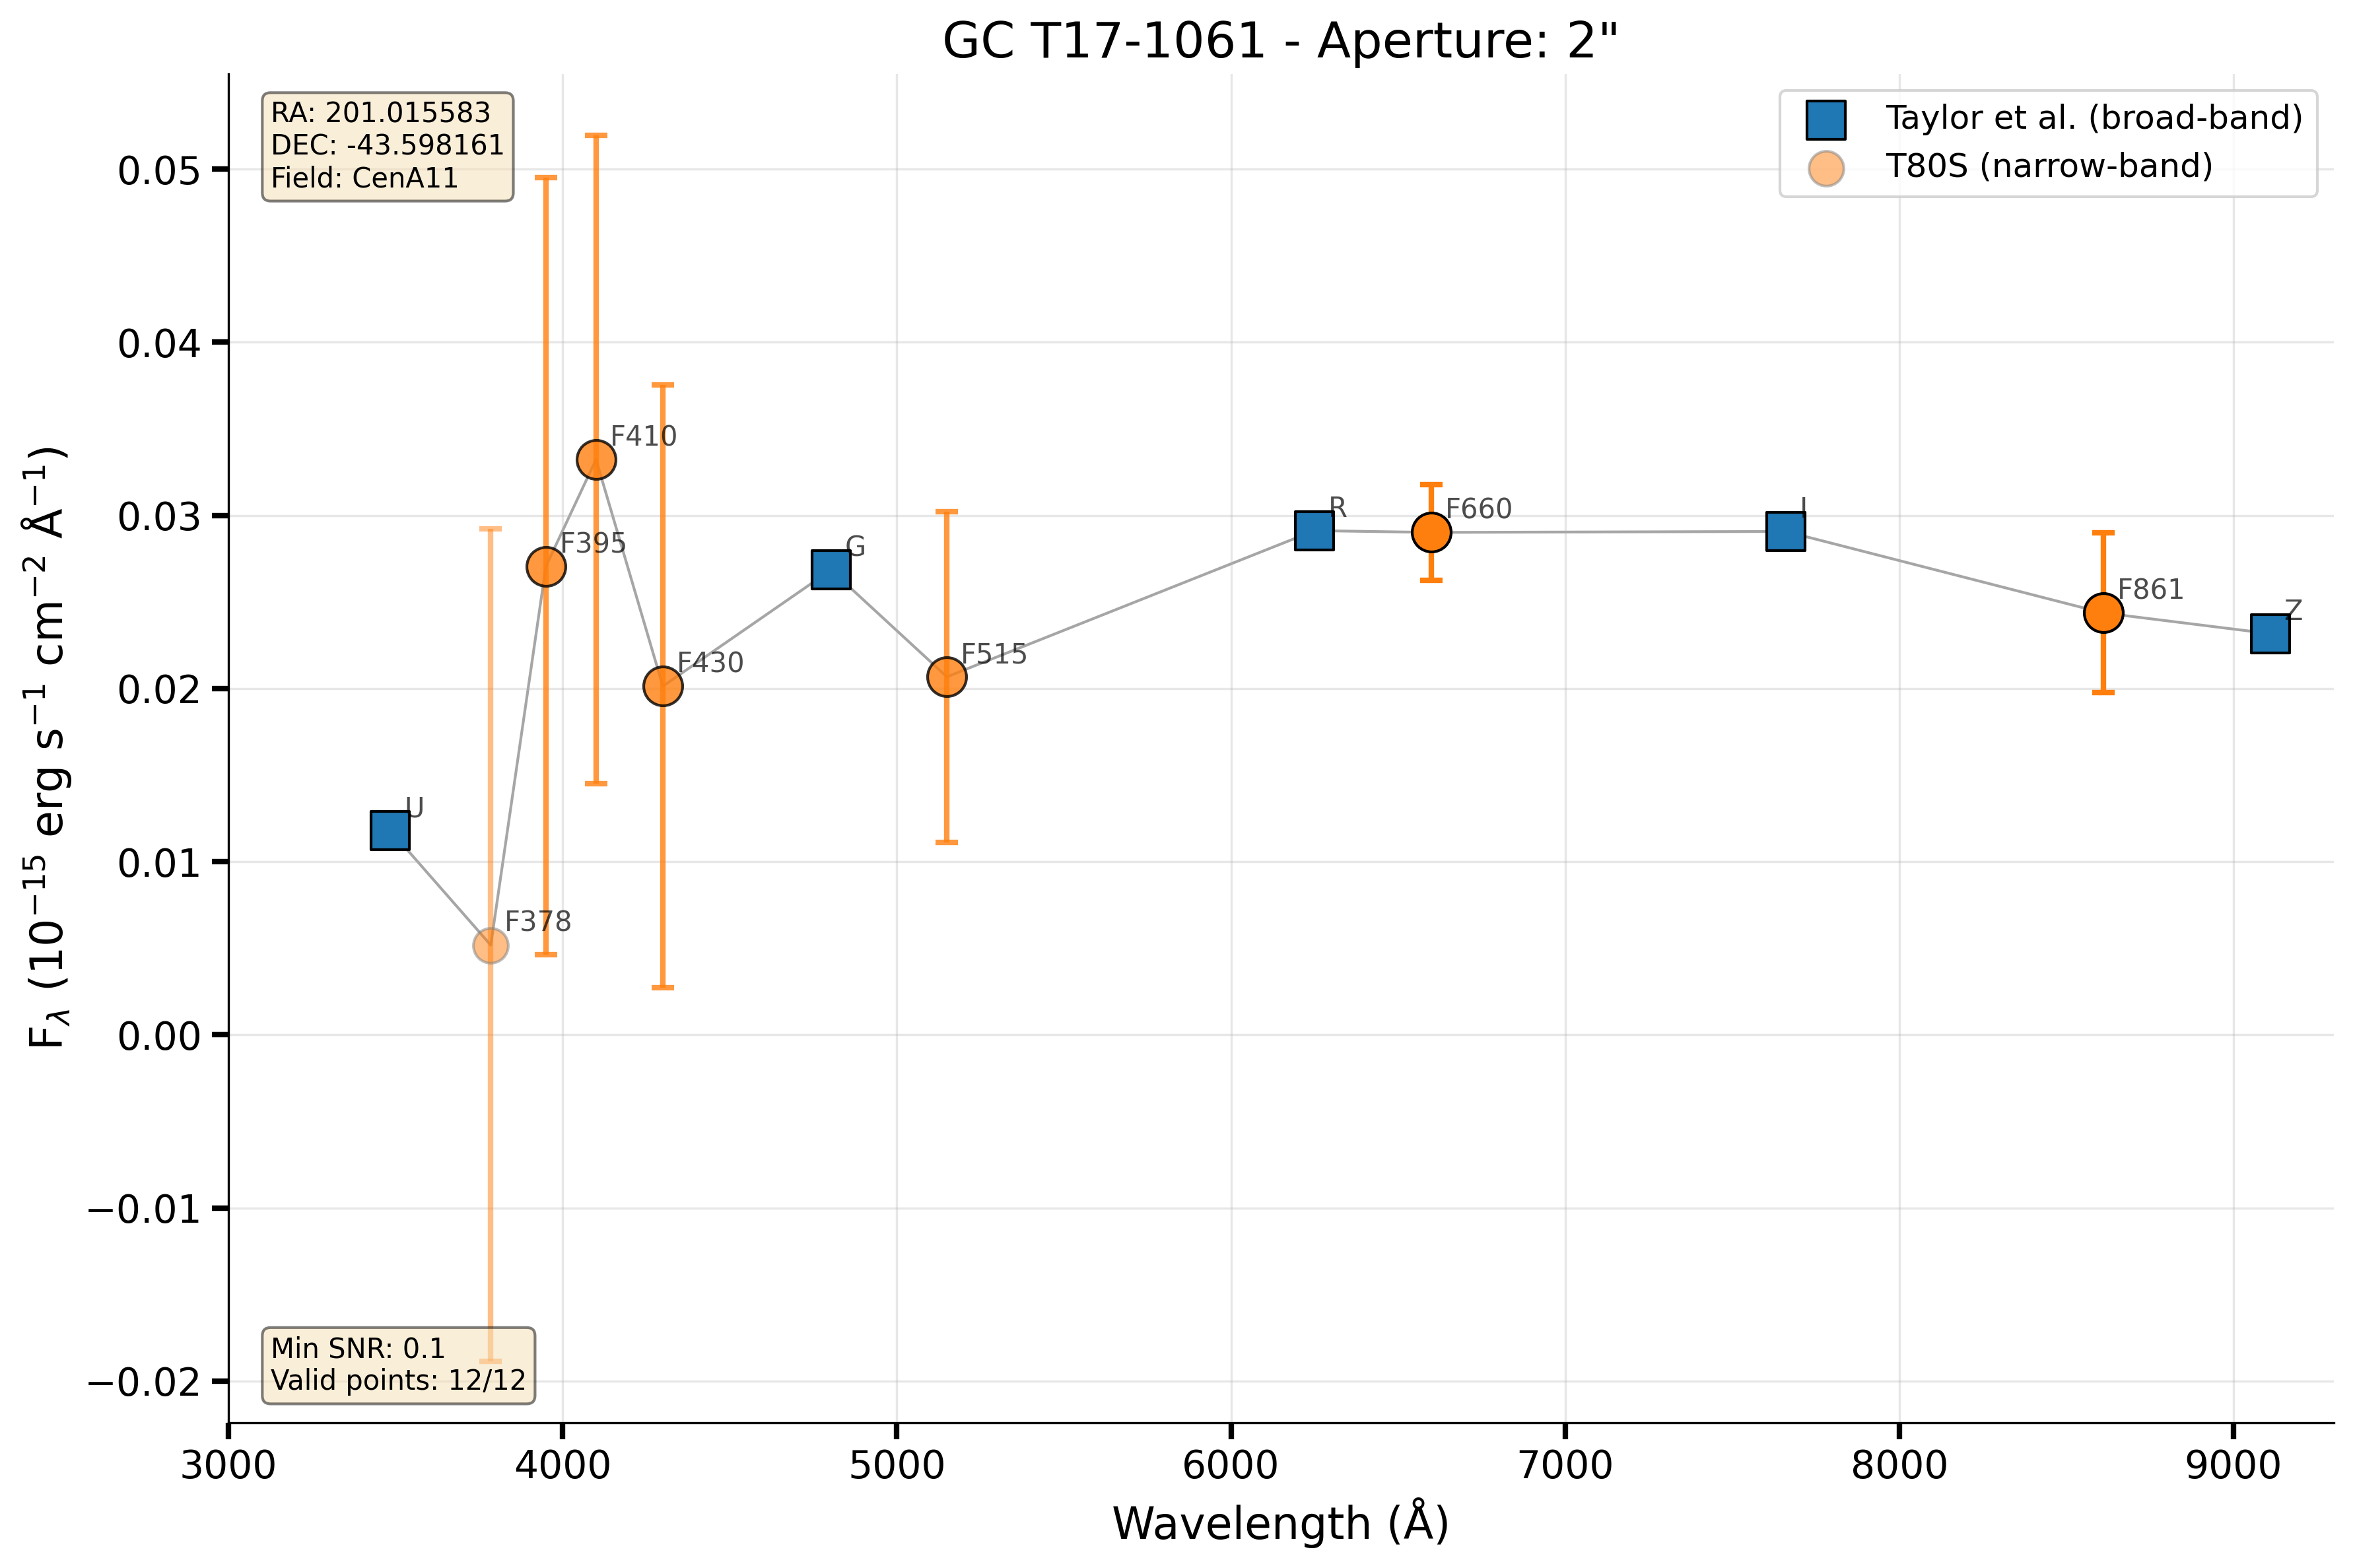 GC T17-1061 - Aperture: 2"
RA: 201.015583
DEC: -43.598161
Field: CenA11
Taylor et al. (broad-band)
T80S (narrow-band)
F_λ (10⁻¹⁵ erg s⁻¹ cm⁻² Å⁻¹)
0.05
0.04
0.03
0.02
0.01
0.00
−0.01
−0.02
U
F378
F395
F410
F430
G
F515
R
F660
I
F861
Z
Min SNR: 0.1
Valid points: 12/12
3000 4000 5000 6000 7000 8000 9000
Wavelength (Å)